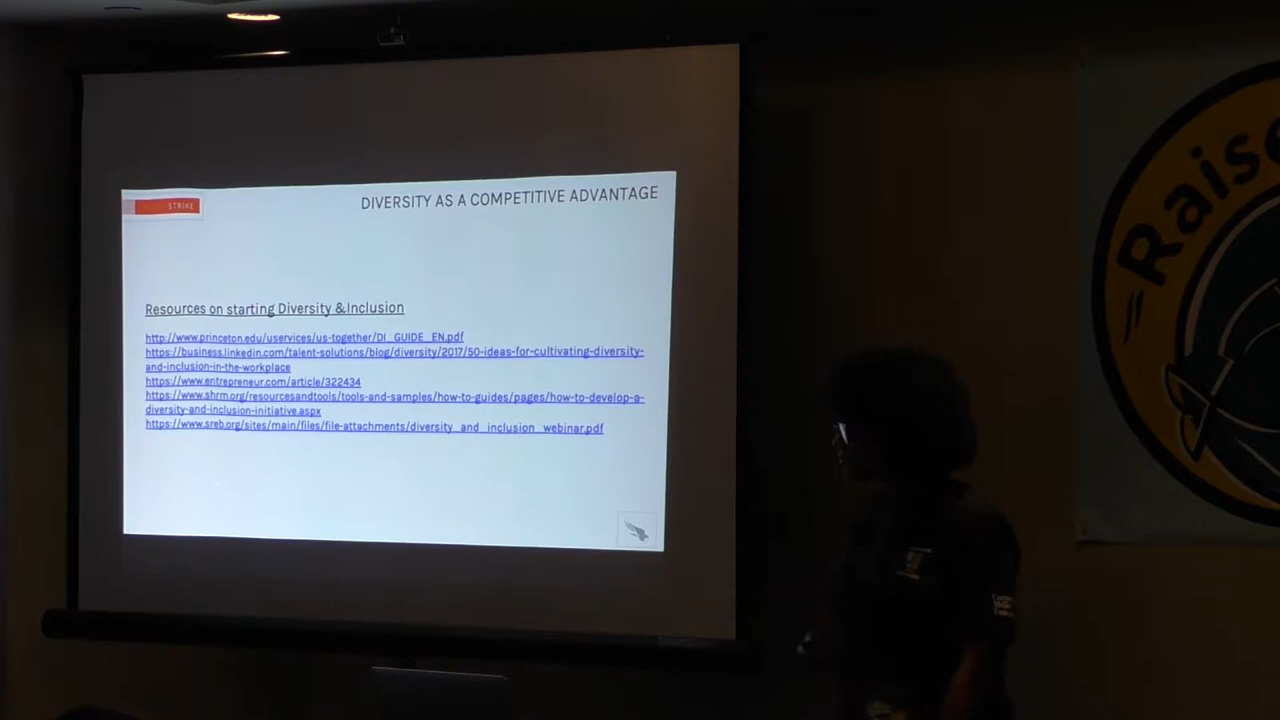 STRIKE
DIVERSITY AS A COMPETITIVE ADVANTAGE
Resources on starting Diversity & Inclusion
http://www.princeton.edu/uservices/us-together/DI_GUIDE_EN.pdf
https://business.linkedin.com/talent-solutions/blog/diversity/2017/50-ideas-for-cultivating-diversity-
and-inclusion-in-the-workplace
https://www.entrepreneur.com/article/322434
https://www.shrm.org/resourcesandtools/tools-and-samples/how-to-guides/pages/how-to-develop-a-
diversity-and-inclusion-initiative.aspx
https://www.sreb.org/sites/main/files/file-attachments/diversity_and_inclusion_webinar.pdf
Raise